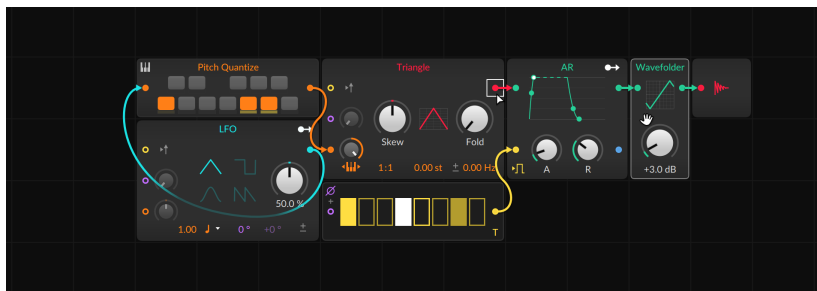 Pitch Quantize
Triangle
AR
Wavefolder
LFO
Skew
Fold
A
R
+3.0 dB
1:1
0.00 st
± 0.00 Hz
50.0 %
1.00
0 °
+0 °
±
T